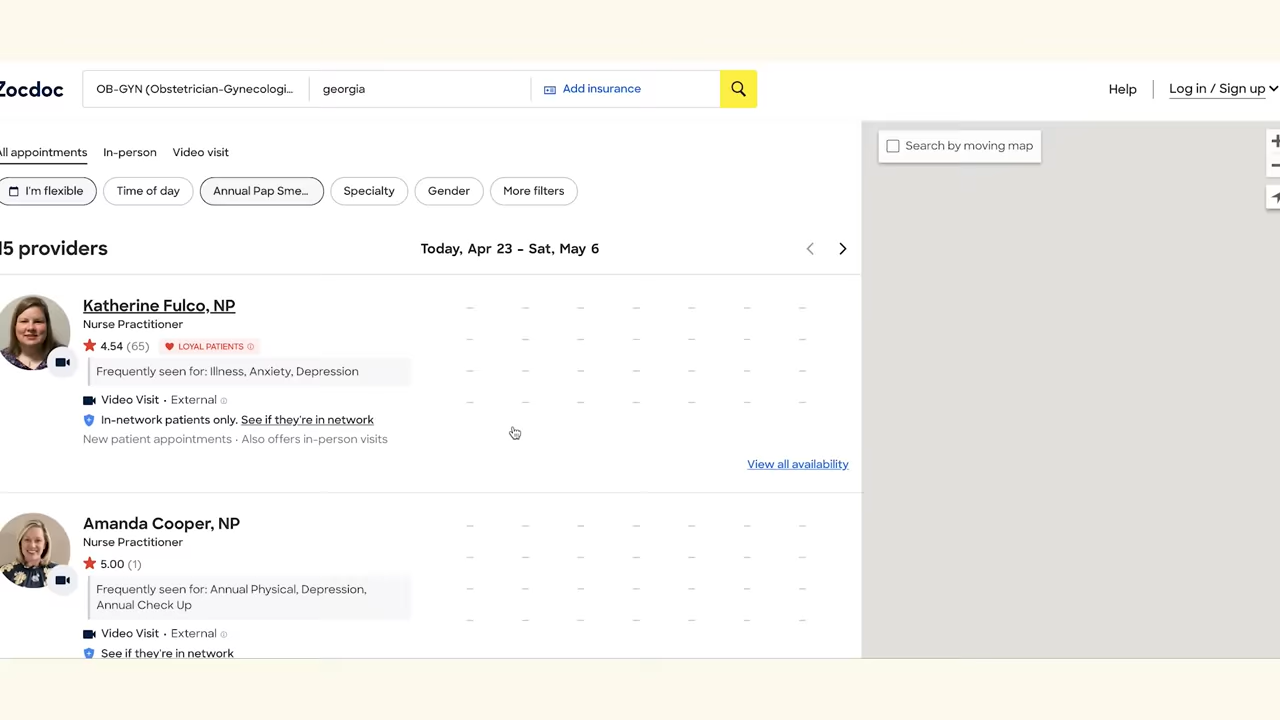 Zocdoc
OB-GYN (Obstetrician-Gynecologi...
georgia
Add insurance
Help
Log in / Sign up
All appointments
In-person
Video visit
I'm flexible
Time of day
Annual Pap Sme...
Specialty
Gender
More filters
Search by moving map
15 providers
Today, Apr 23 – Sat, May 6
Katherine Fulco, NP
Nurse Practitioner
4.54 (65) LOYAL PATIENTS
Frequently seen for: Illness, Anxiety, Depression
Video Visit • External
In-network patients only. See if they're in network
New patient appointments • Also offers in-person visits
View all availability
Amanda Cooper, NP
Nurse Practitioner
5.00 (1)
Frequently seen for: Annual Physical, Depression,
Annual Check Up
Video Visit • External
See if they're in network